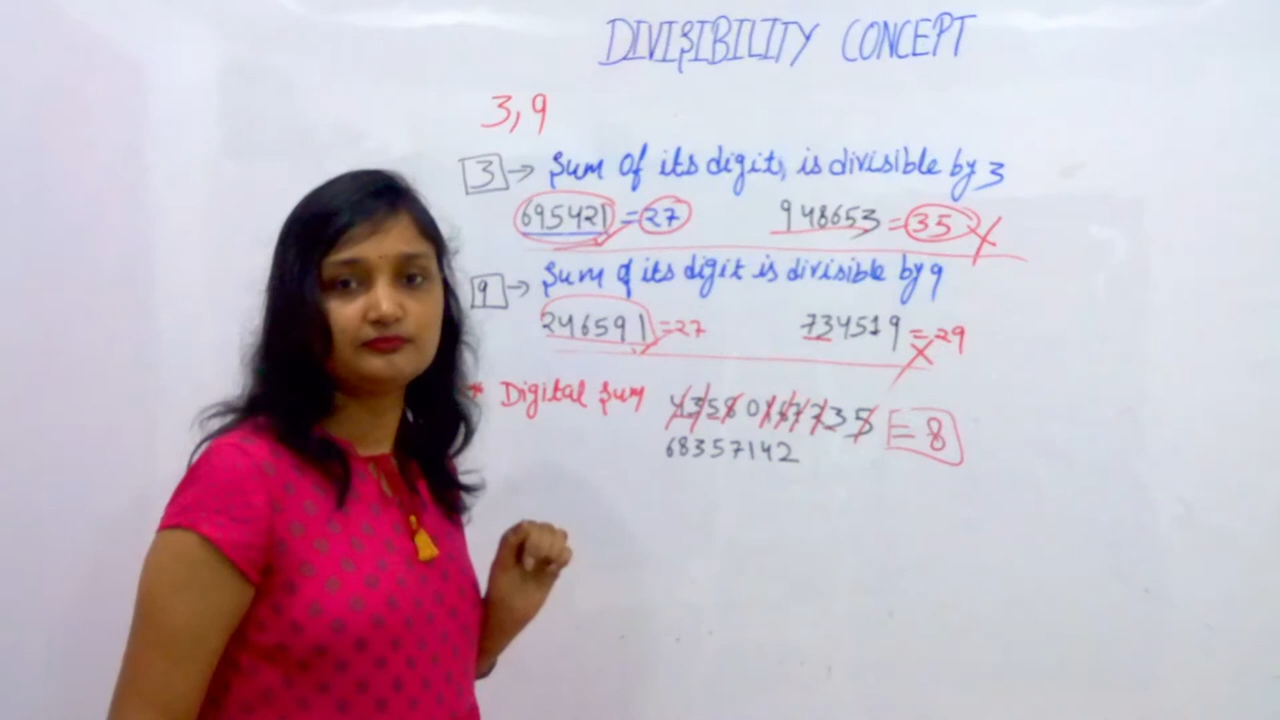 DIVISIBILITY CONCEPT
3,9
3 → Sum of its digits is divisible by 3
695421 = 27 948653 = 35 X
9 → Sum of its digit is divisible by 9
246591 = 27 734519 = 29 X
* Digital Sum = 8
68357142